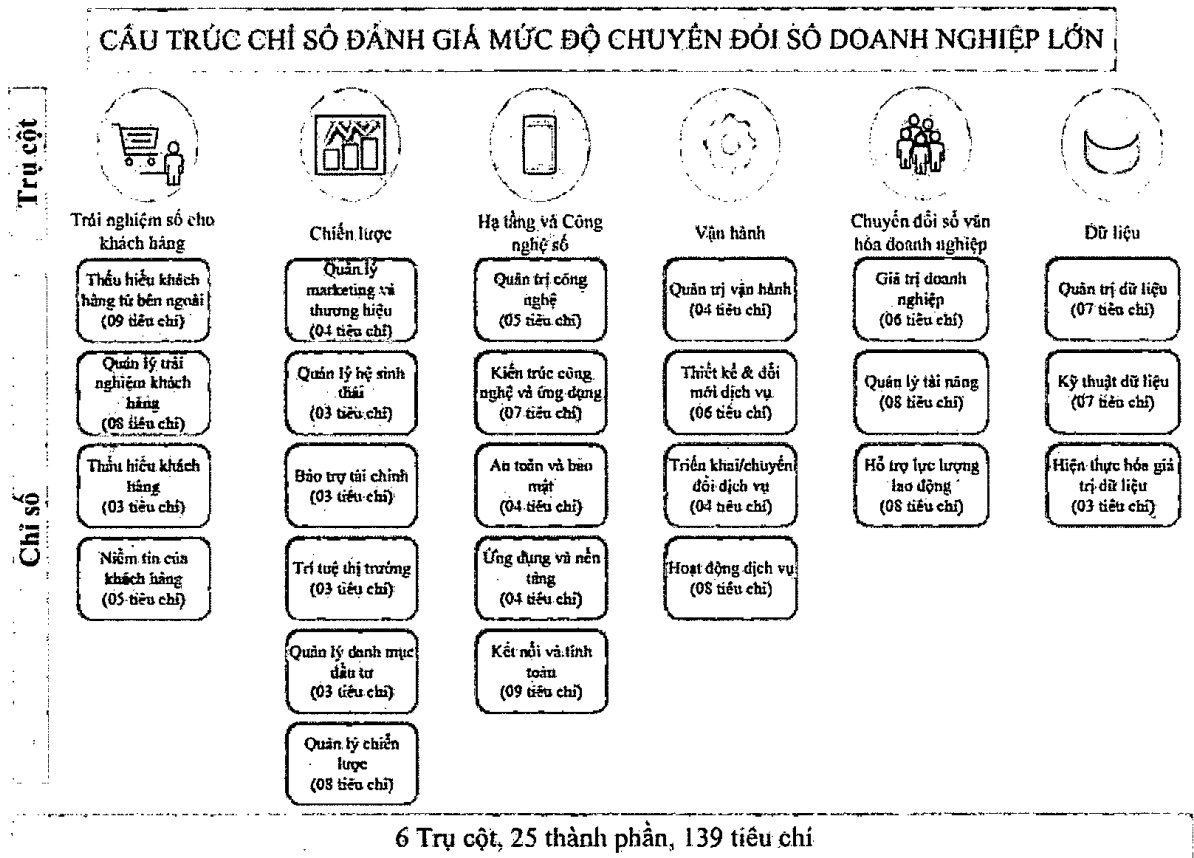 CẤU TRÚC CHỈ SỐ ĐÁNH GIÁ MỨC ĐỘ CHUYỂN ĐỔI SỐ DOANH NGHIỆP LỚN
Trụ cột
Trải nghiệm số cho
khách hàng
Chiến lược
Hạ tầng và Công
nghệ số
Vận hành
Chuyển đổi số văn
hóa doanh nghiệp
Dữ liệu
Chỉ số
Thấu hiểu khách
hàng từ bên ngoài
(09 tiêu chí)
Quản lý trải
nghiệm khách
hàng
(08 tiêu chí)
Thấu hiểu khách
hàng
(03 tiêu chí)
Niềm tin của
khách hàng
(05 tiêu chí)
Quản lý
marketing và
thương hiệu
(04 tiêu chí)
Quản lý hệ sinh
thái
(03 tiêu chí)
Bảo trợ tài chính
(03 tiêu chí)
Trí tuệ thị trường
(03 tiêu chí)
Quản lý danh mục
đầu tư
(03 tiêu chí)
Quản lý chiến
lược
(08 tiêu chí)
Quản trị công
nghệ
(05 tiêu chí)
Kiến trúc công
nghệ và ứng dụng
(07 tiêu chí)
An toàn và bảo
mật
(04 tiêu chí)
Ứng dụng và nền
tảng
(04 tiêu chí)
Kết nối và tính
toán
(09 tiêu chí)
Quản trị vận hành
(04 tiêu chí)
Thiết kế & đổi
mới dịch vụ
(06 tiêu chí)
Triển khai/chuyển
đổi dịch vụ
(04 tiêu chí)
Hoạt động dịch vụ
(08 tiêu chí)
Giá trị doanh
nghiệp
(06 tiêu chí)
Quản lý tài năng
(08 tiêu chí)
Hỗ trợ lực lượng
lao động
(08 tiêu chí)
Quản trị dữ liệu
(07 tiêu chí)
Kỹ thuật dữ liệu
(07 tiêu chí)
Hiện thực hóa giá
trị dữ liệu
(03 tiêu chí)
6 Trụ cột, 25 thành phần, 139 tiêu chí